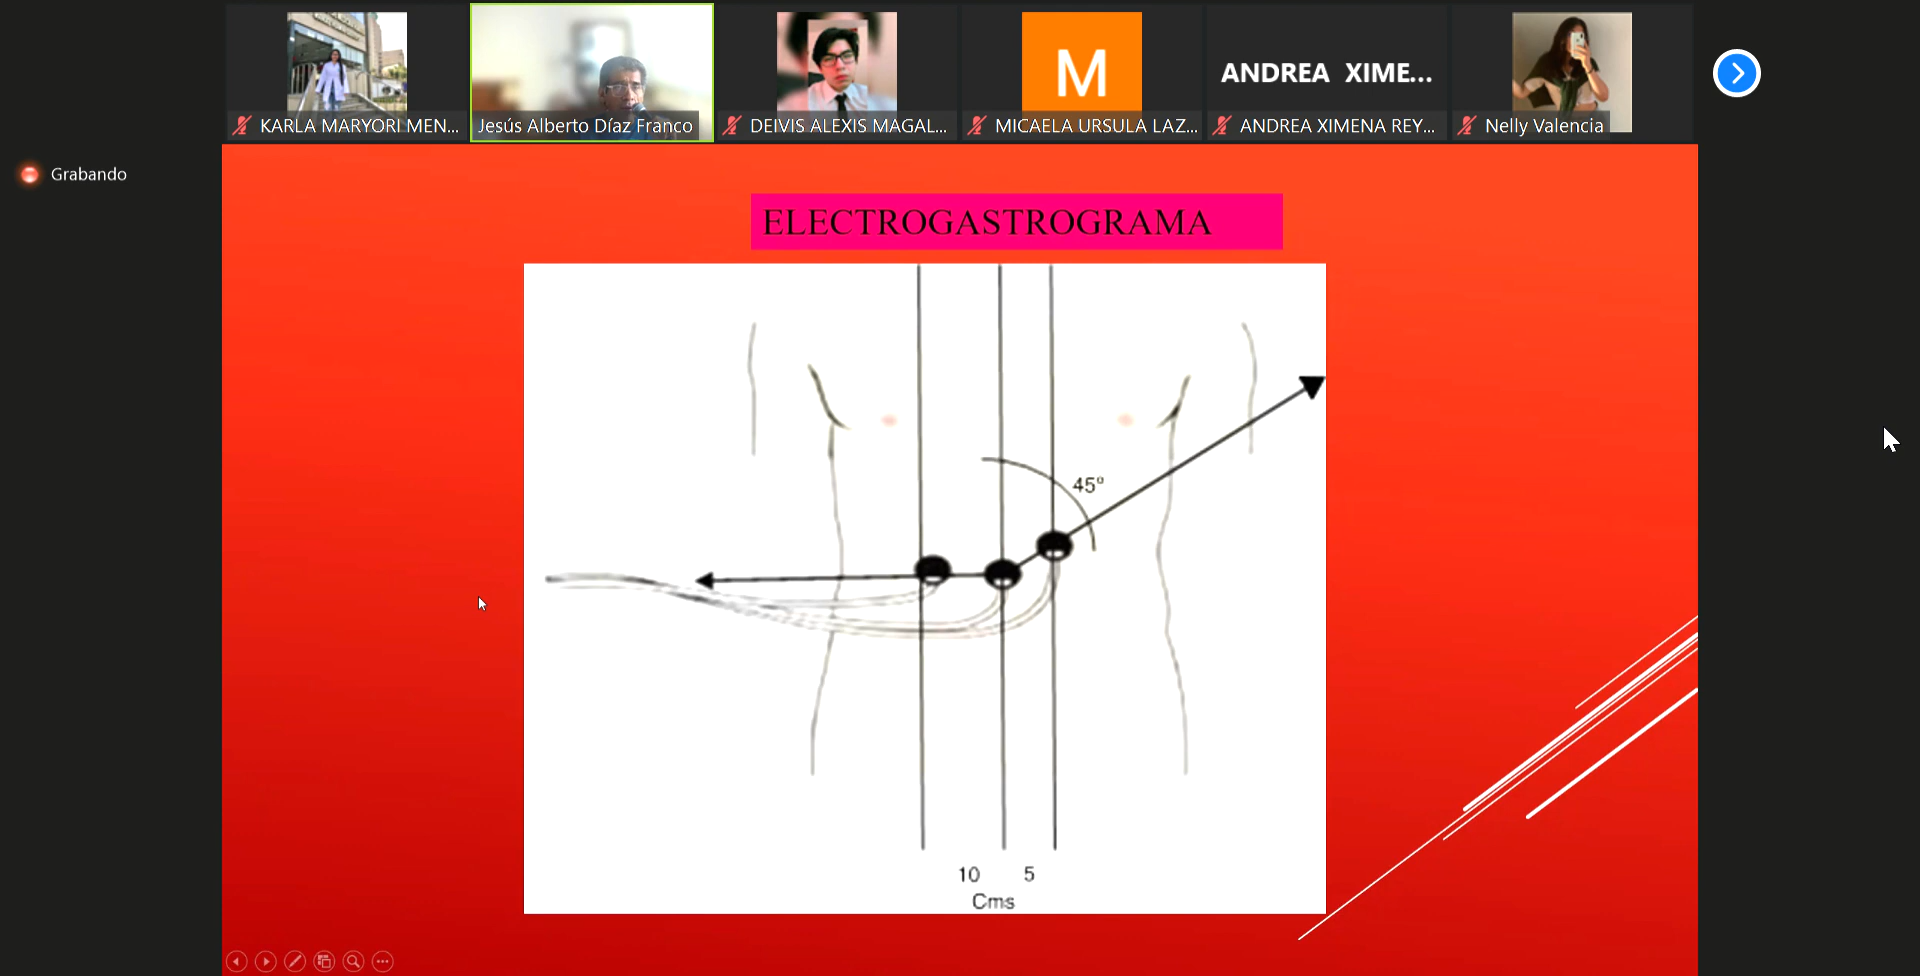 KARLA MARYORI MEN...
Jesús Alberto Díaz Franco
DEIVIS ALEXIS MAGAL...
M
MICAELA URSULA LAZ...
ANDREA XIME...
ANDREA XIMENA REY...
Nelly Valencia
Grabando
ELECTROGASTROGRAMA
45º
10 5
Cms